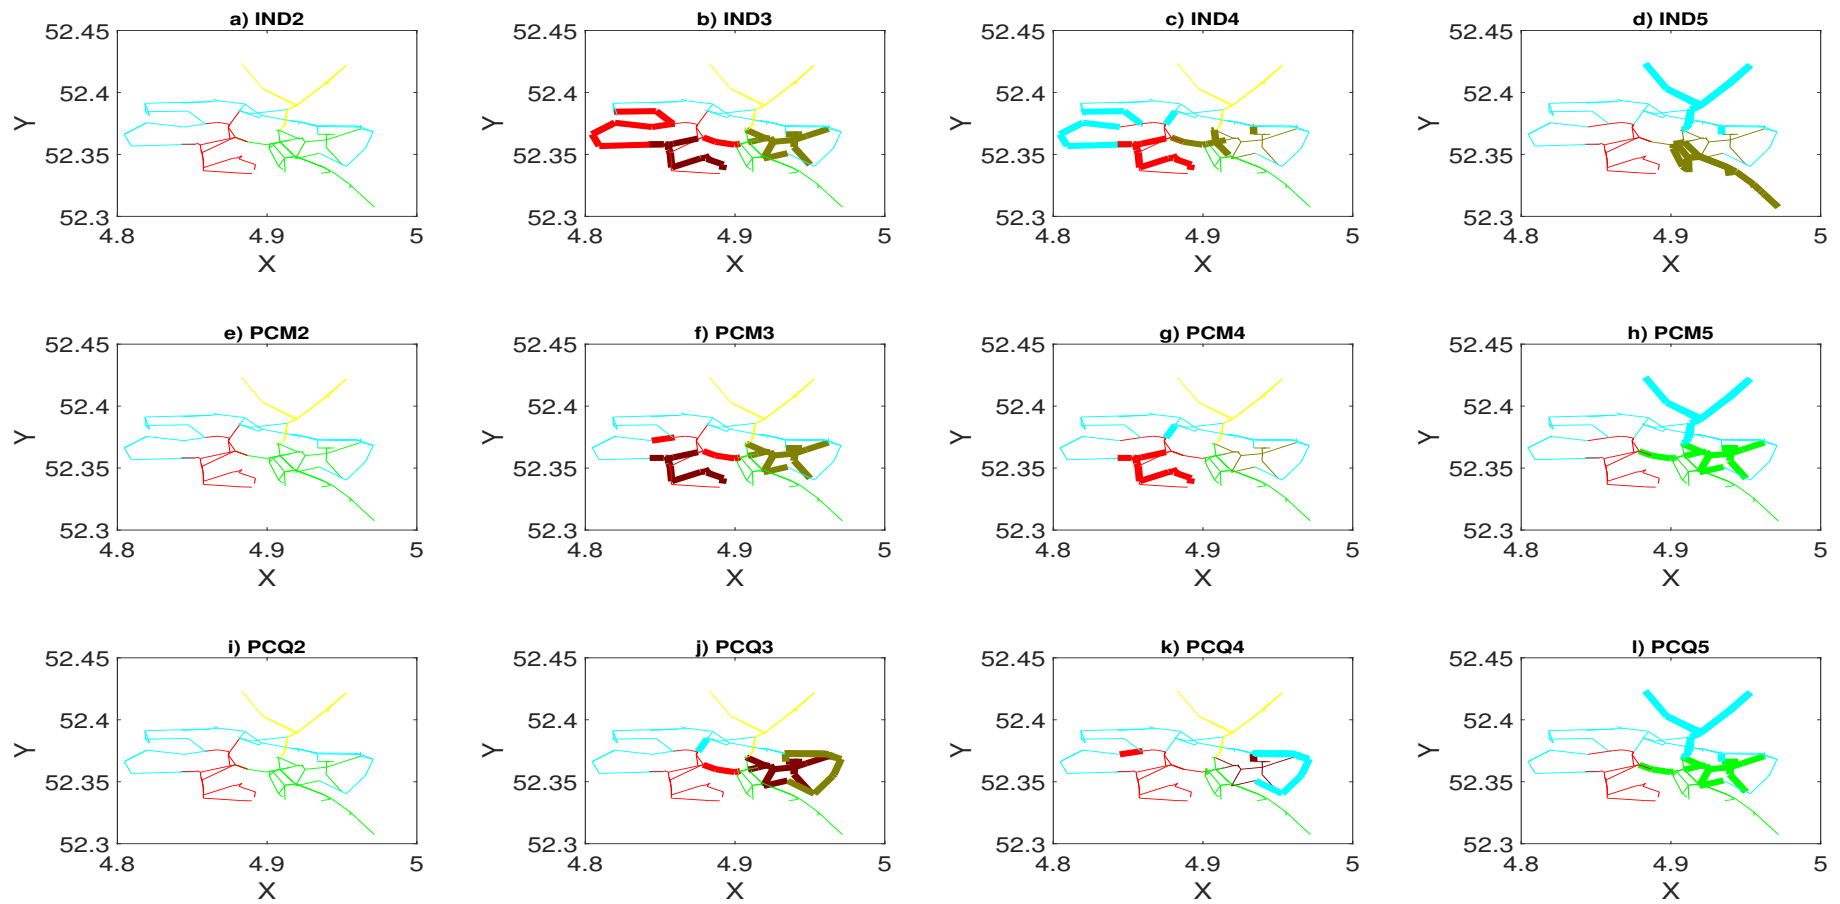 a) IND2
b) IND3
c) IND4
d) IND5
52.45 52.45 52.45 52.45
52.4 52.4 52.4 52.4
Y Y Y Y
52.35 52.35 52.35 52.35
52.3 52.3 52.3 52.3
4.8 4.9 5 4.8 4.9 5 4.8 4.9 5 4.8 4.9 5
X X X X
e) PCM2
f) PCM3
g) PCM4
h) PCM5
52.45 52.45 52.45 52.45
52.4 52.4 52.4 52.4
Y Y Y Y
52.35 52.35 52.35 52.35
52.3 52.3 52.3 52.3
4.8 4.9 5 4.8 4.9 5 4.8 4.9 5 4.8 4.9 5
X X X X
i) PCQ2
j) PCQ3
k) PCQ4
l) PCQ5
52.45 52.45 52.45 52.45
52.4 52.4 52.4 52.4
Y Y Y Y
52.35 52.35 52.35 52.35
52.3 52.3 52.3 52.3
4.8 4.9 5 4.8 4.9 5 4.8 4.9 5 4.8 4.9 5
X X X X